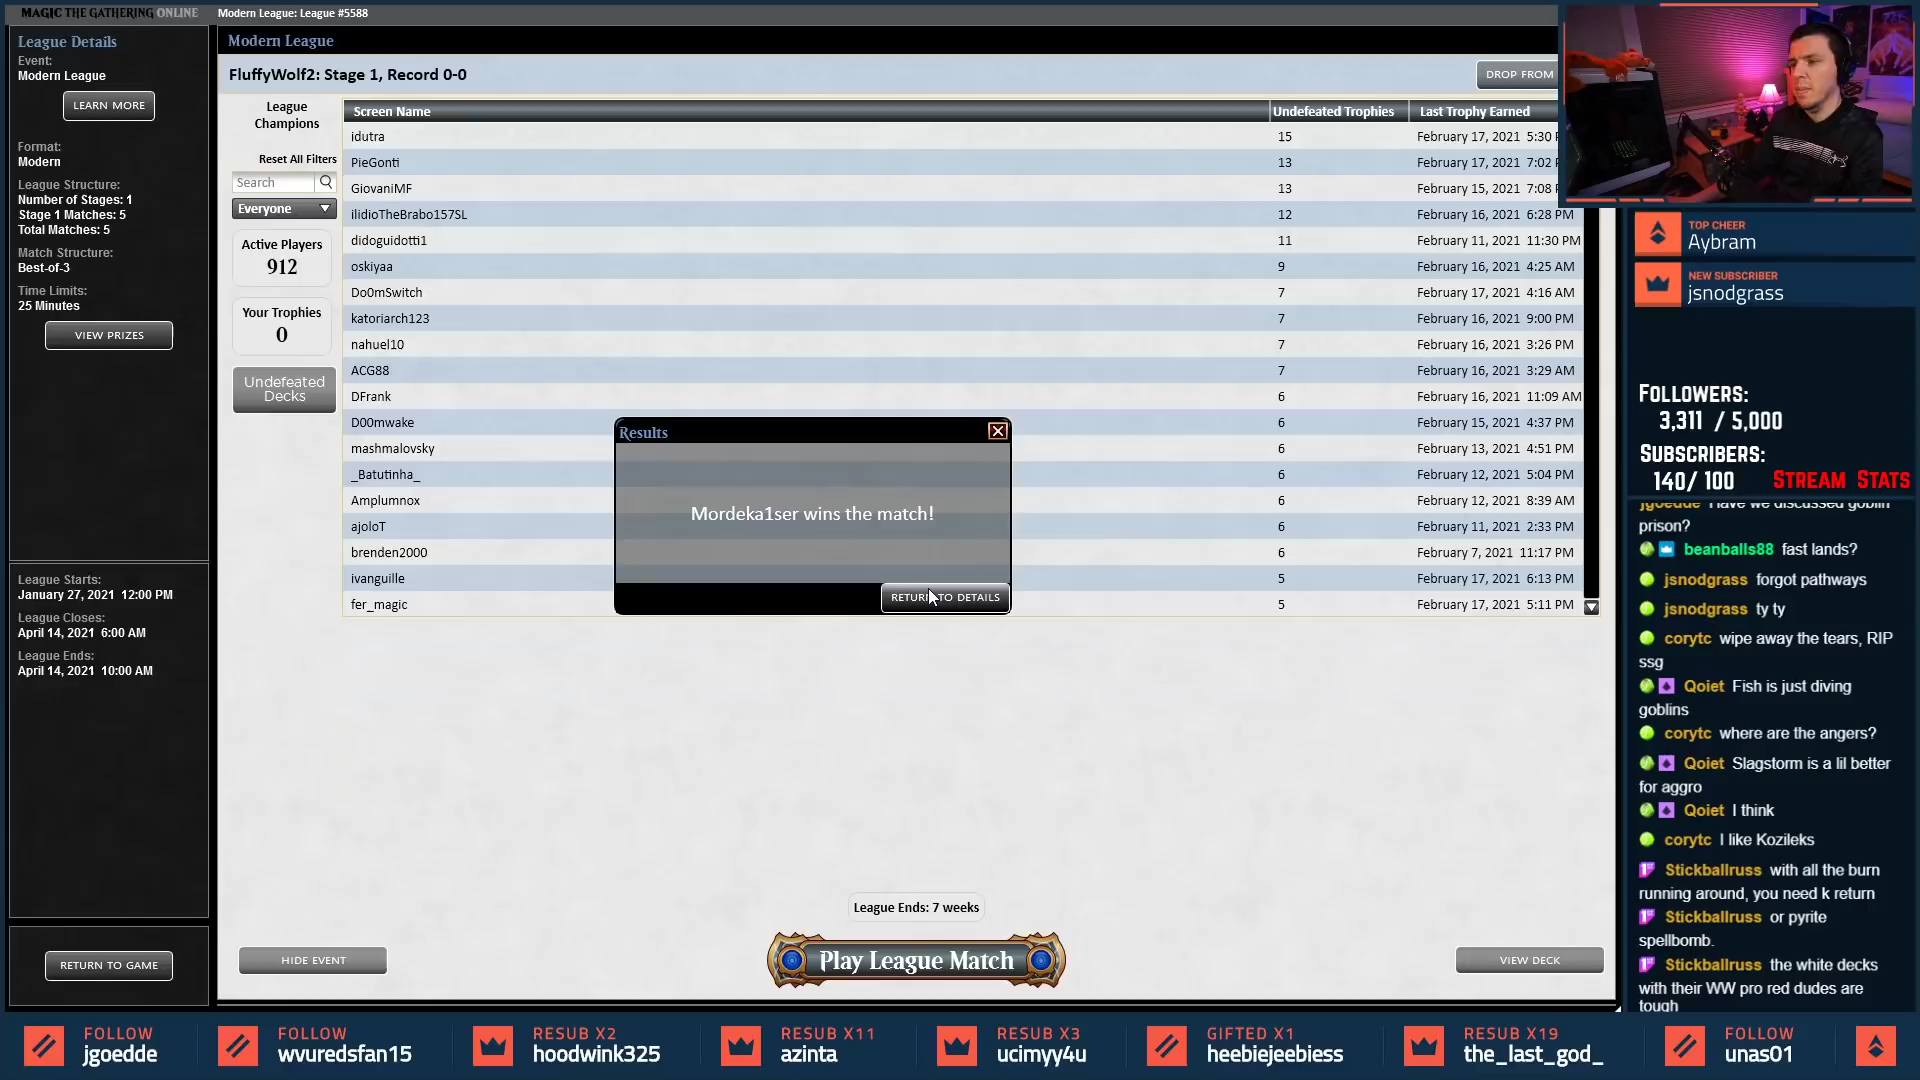 MAGIC THE GATHERING ONLINE
Modern League: League #5588
League Details
Event:
Modern League
LEARN MORE
Format:
Modern
League Structure:
Number of Stages: 1
Stage 1 Matches: 5
Total Matches: 5
Match Structure:
Best-of-3
Time Limits:
25 Minutes
VIEW PRIZES
League Starts:
January 27, 2021 12:00 PM
League Closes:
April 14, 2021 6:00 AM
League Ends:
April 14, 2021 10:00 AM
RETURN TO GAME
Modern League
FluffyWolf2: Stage 1, Record 0-0
DROP FROM
League
Champions
Reset All Filters
Search
Everyone
Active Players
912
Your Trophies
0
Undefeated
Decks
Screen Name Undefeated Trophies Last Trophy Earned
idutra 15 February 17, 2021 5:30
PieGonti 13 February 17, 2021 7:02
GiovaniMF 13 February 15, 2021 7:08
ilidioTheBrabo157SL 12 February 16, 2021 6:28 PM
didoguidotti1 11 February 11, 2021 11:30 PM
oskiyaa 9 February 16, 2021 4:25 AM
Do0mSwitch 7 February 17, 2021 4:16 AM
katoriarch123 7 February 16, 2021 9:00 PM
nahuel10 7 February 16, 2021 3:26 PM
ACG88 7 February 16, 2021 3:29 AM
DFrank 6 February 16, 2021 11:09 AM
D00mwake 6 February 15, 2021 4:37 PM
mashmalovsky 6 February 13, 2021 4:51 PM
_Batutinha_ 6 February 12, 2021 5:04 PM
Amplumnox 6 February 12, 2021 8:39 AM
ajoloT 6 February 11, 2021 2:33 PM
brenden2000 6 February 7, 2021 11:17 PM
ivanguille 5 February 17, 2021 6:13 PM
fer_magic 5 February 17, 2021 5:11 PM
Results
Mordeka1ser wins the match!
RETURN TO DETAILS
League Ends: 7 weeks
HIDE EVENT
Play League Match
VIEW DECK
TOP CHEER
Aybram
NEW SUBSCRIBER
jsnodgrass
FOLLOWERS:
3,311 / 5,000
SUBSCRIBERS:
140/ 100 STREAM STATS
jgoedde Have we discussed goblin
prison?
beanballs88 fast lands?
jsnodgrass forgot pathways
jsnodgrass ty ty
corytc wipe away the tears, RIP
ssg
Qoiet Fish is just diving
goblins
corytc where are the angers?
Qoiet Slagstorm is a lil better
for aggro
Qoiet I think
corytc I like Kozileks
Stickballruss with all the burn
running around, you need k return
Stickballruss or pyrite
spellbomb.
Stickballruss the white decks
with their WW pro red dudes are
tough
FOLLOW
jgoedde
FOLLOW
wvuredsfan15
RESUB X2
hoodwink325
RESUB X11
azinta
RESUB X3
ucimyy4u
GIFTED X1
heebiejeebiess
RESUB X19
the_last_god_
FOLLOW
unas01